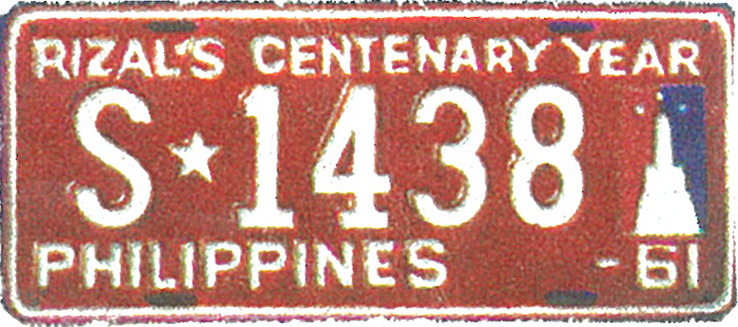 RIZAL'S CENTENARY YEAR
S★1438
PHILIPPINES -61